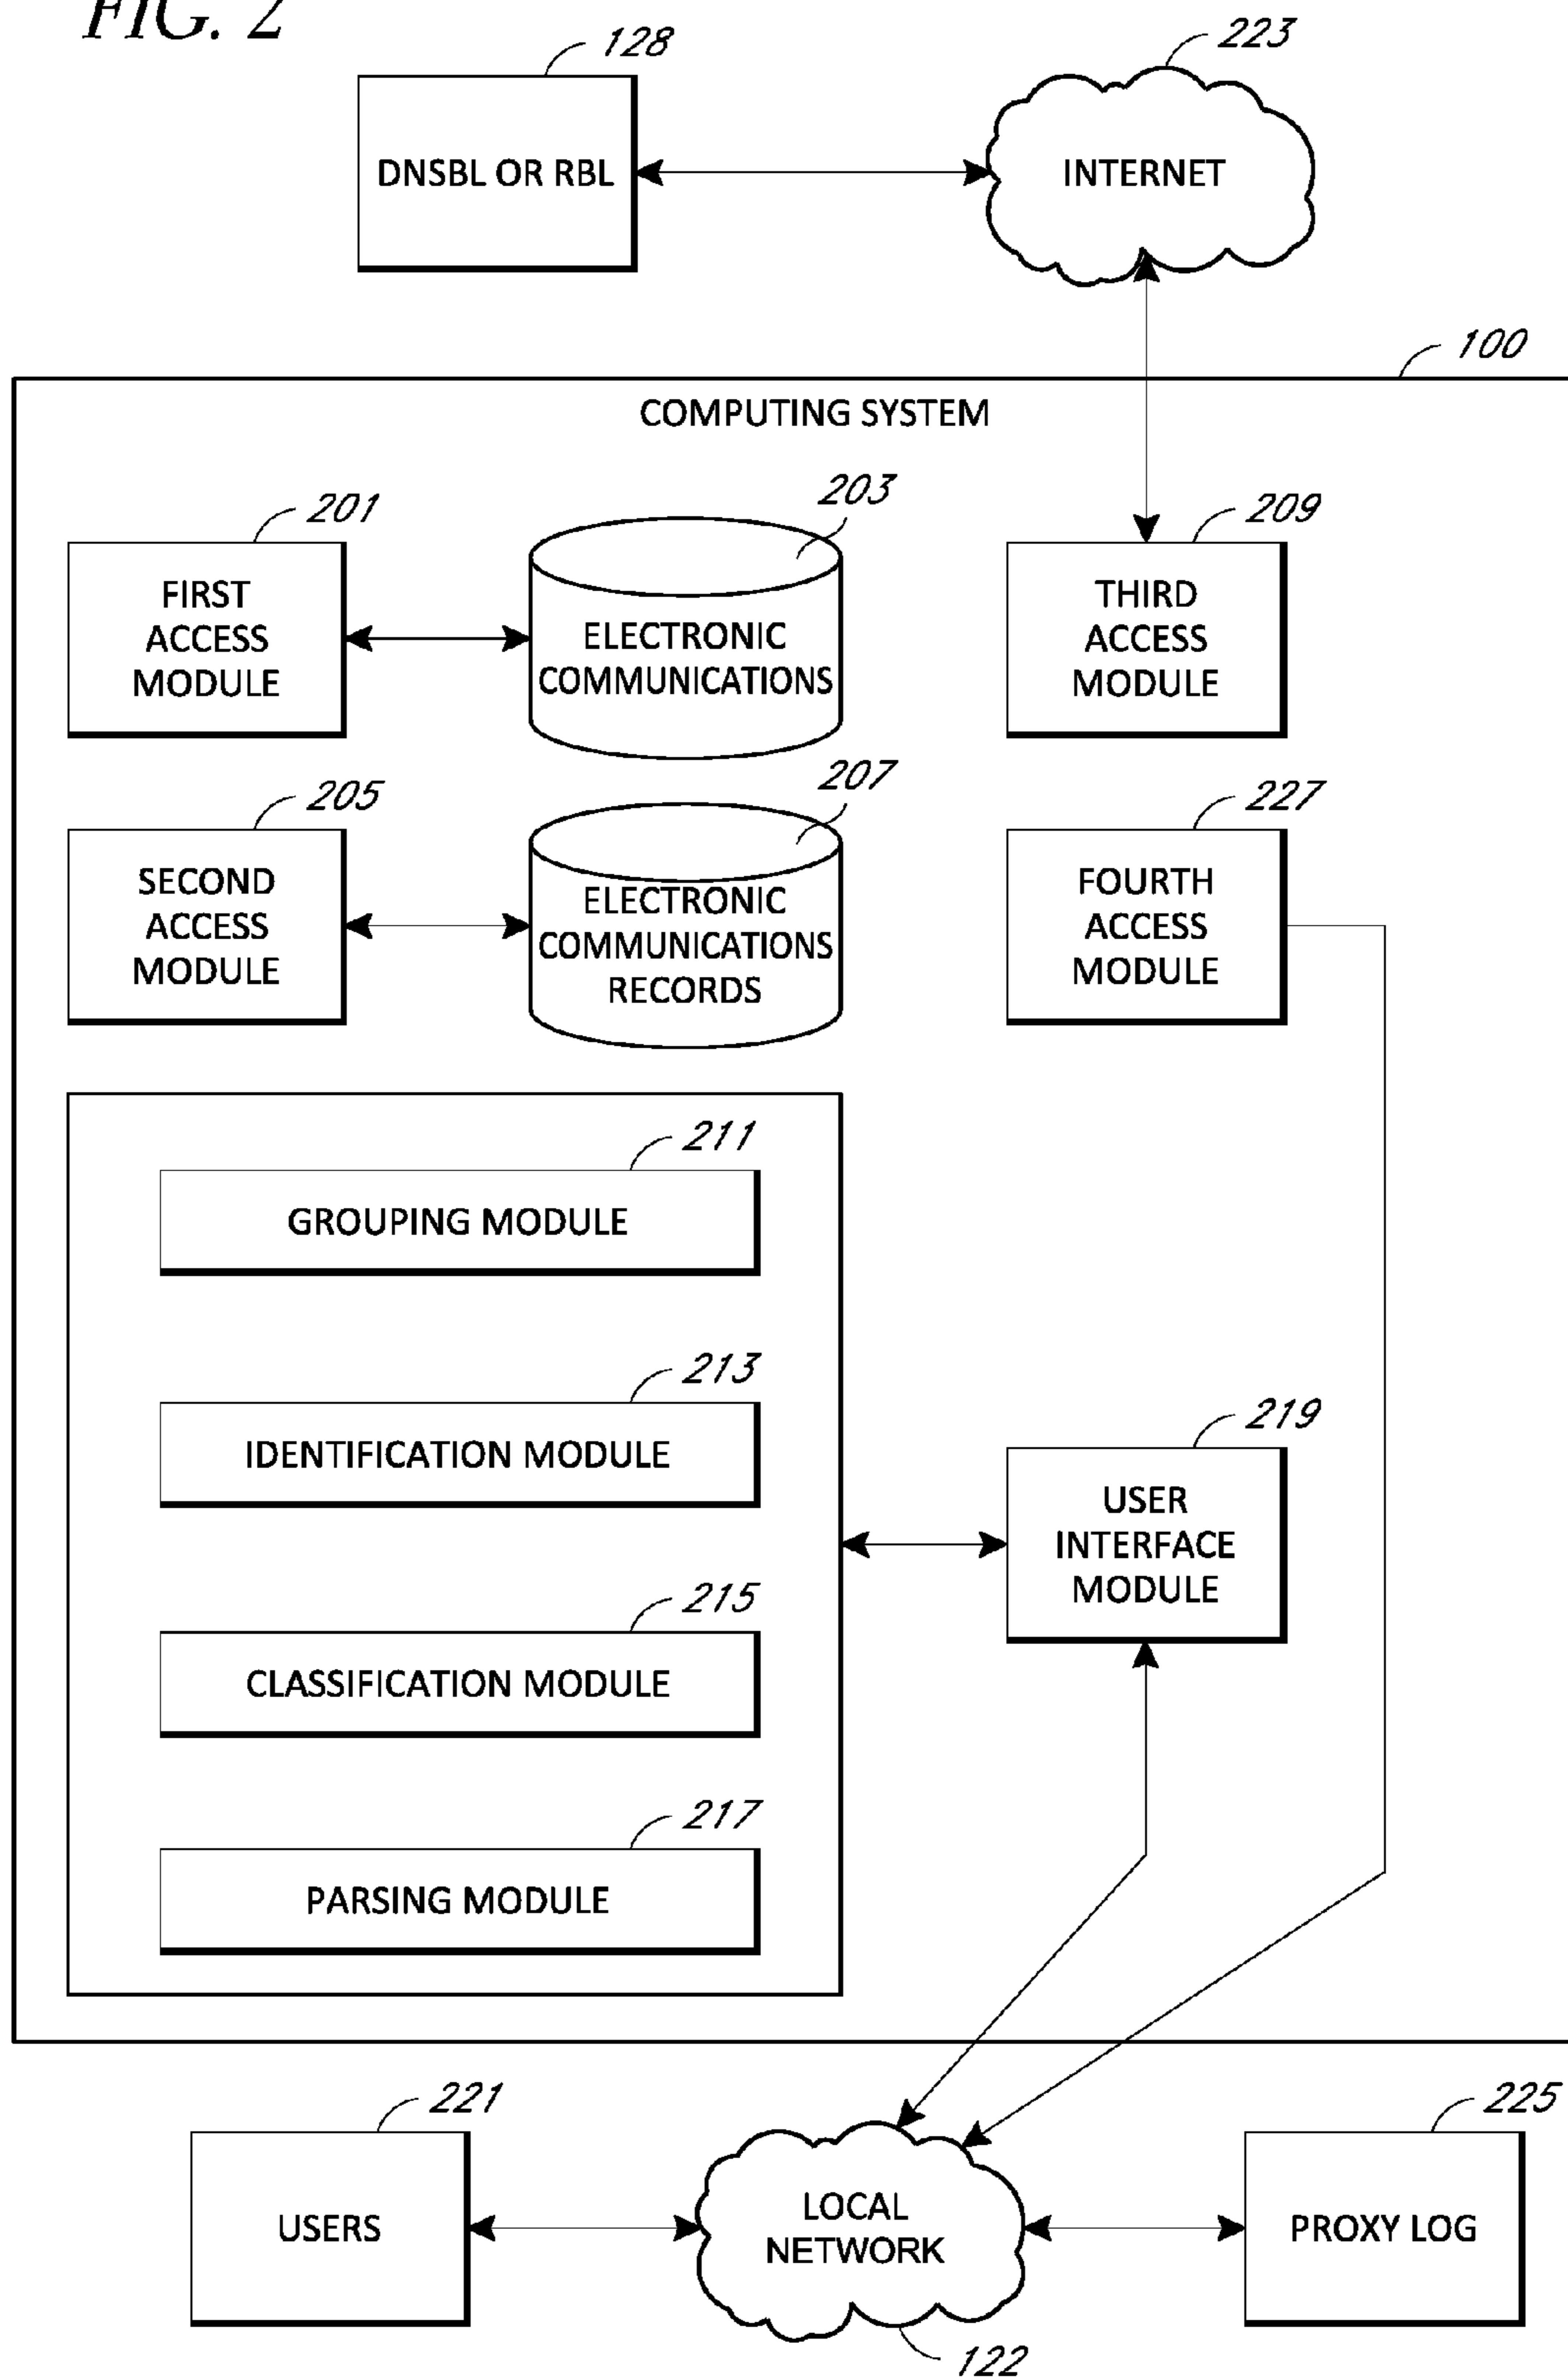 FIG. 2
128
223
DNSBL OR RBL
INTERNET
100
COMPUTING SYSTEM
201
203
209
FIRST
ACCESS
MODULE
ELECTRONIC
COMMUNICATIONS
THIRD
ACCESS
MODULE
205
207
227
SECOND
ACCESS
MODULE
ELECTRONIC
COMMUNICATIONS
RECORDS
FOURTH
ACCESS
MODULE
211
GROUPING MODULE
213
IDENTIFICATION MODULE
219
USER
INTERFACE
MODULE
215
CLASSIFICATION MODULE
217
PARSING MODULE
221
225
USERS
LOCAL
NETWORK
PROXY LOG
122